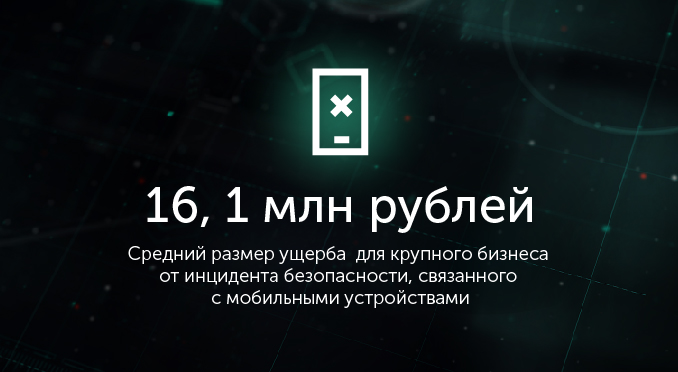 16, 1 млн рублей
Средний размер ущерба для крупного бизнеса
от инцидента безопасности, связанного
с мобильными устройствами